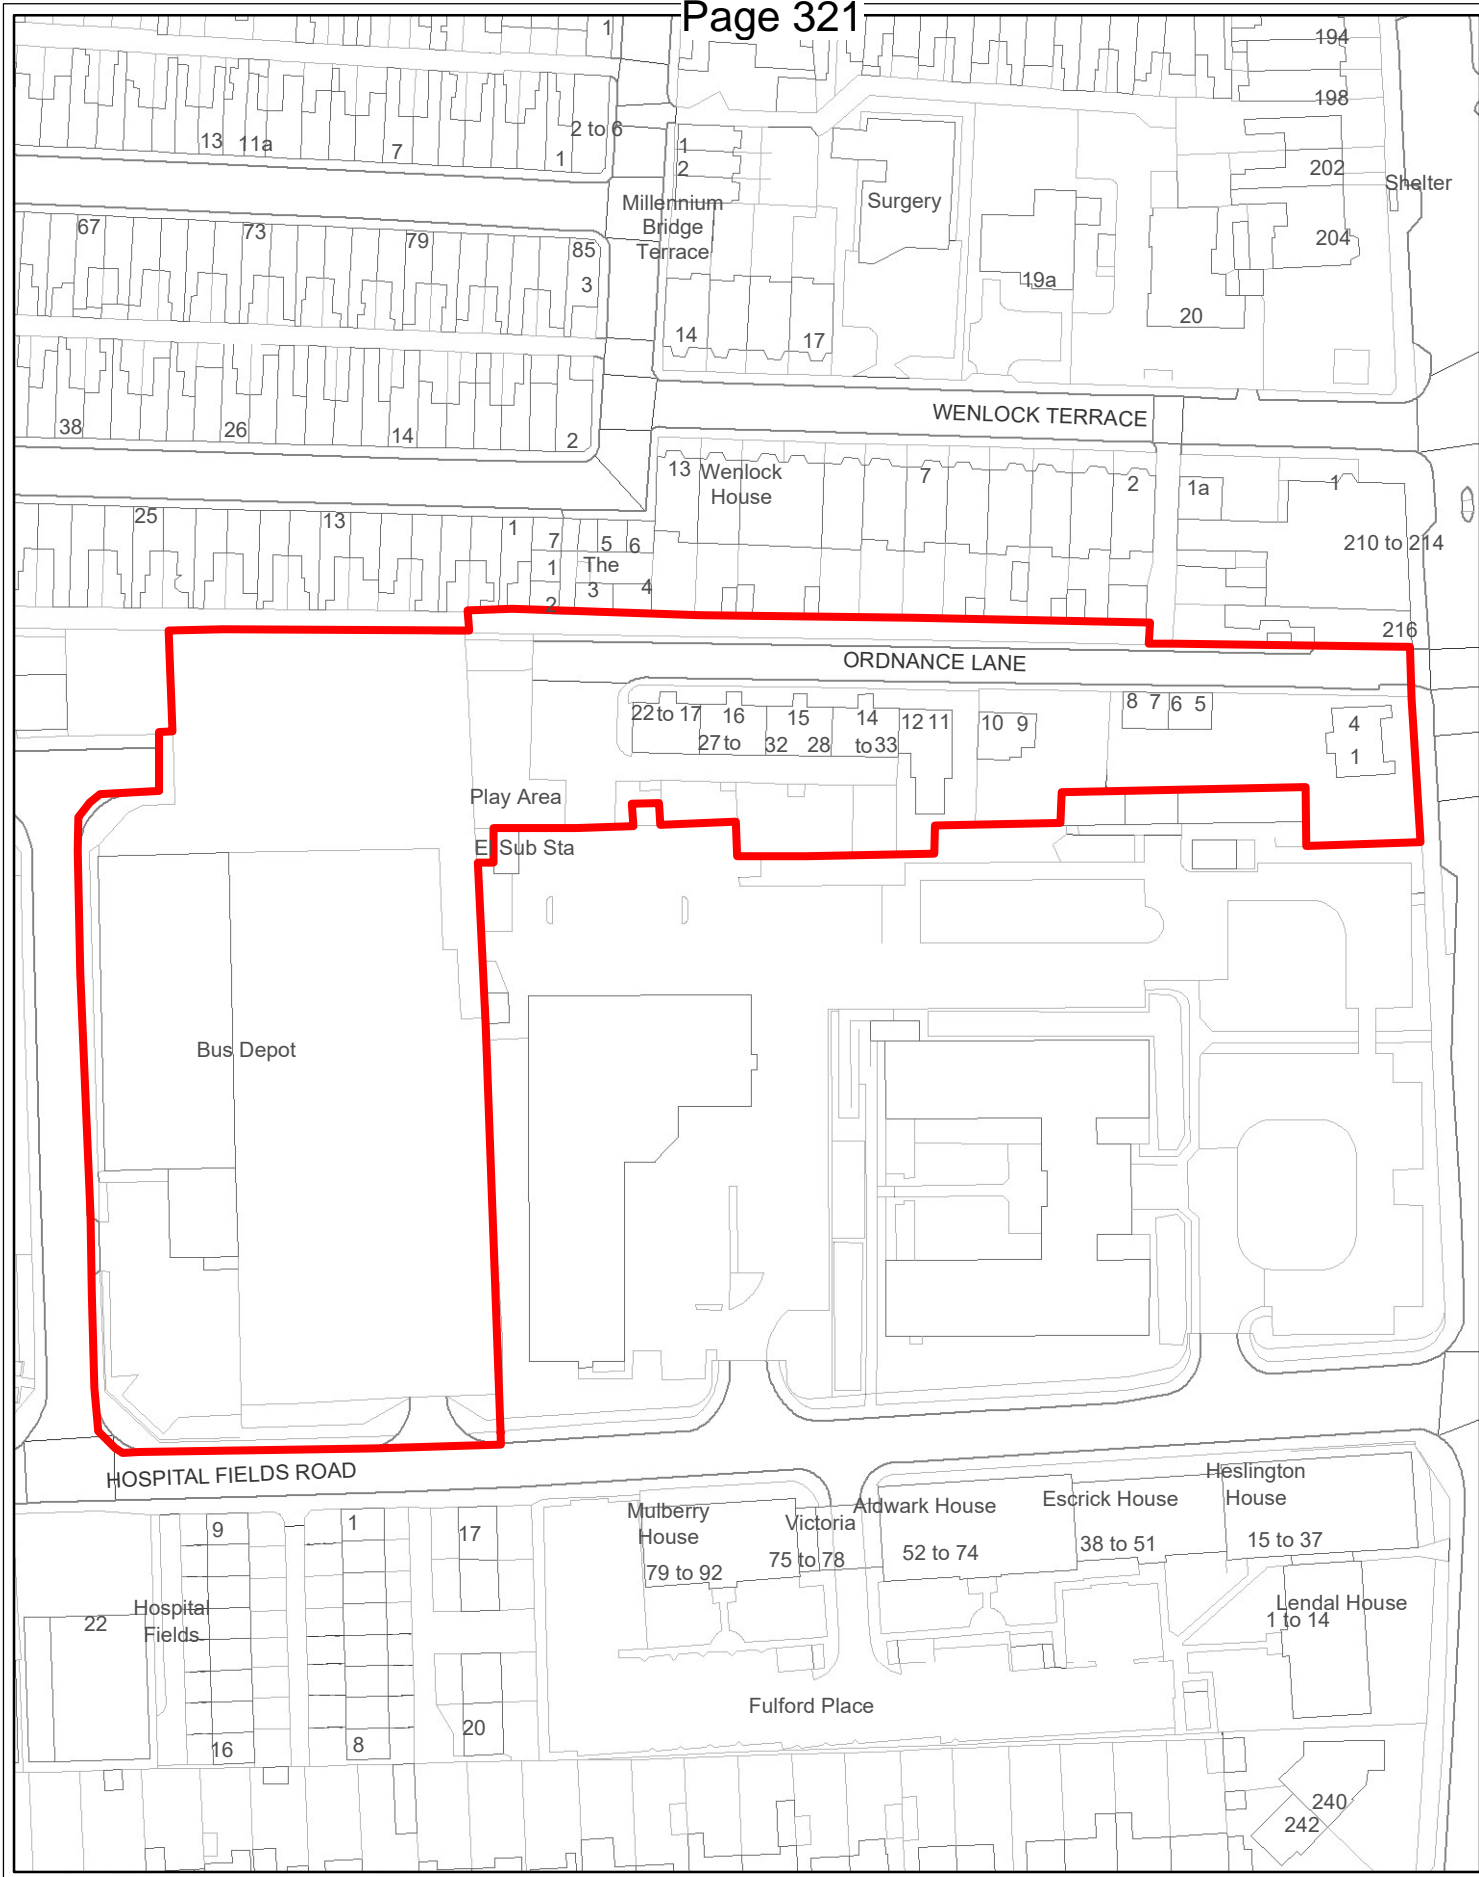 Page 321
1
194
198
13 11a 7 1 2 to 6
1
2
Surgery
202
Shelter
Millennium
Bridge
Terrace
204
67 73 79 85
3
19a
20
14 17
38 26 14 2
WENLOCK TERRACE
13 Wenlock
House
7 2 1a 1
210 to 214
25 13 1 7 5 6
1 The
3 4
2
216
ORDNANCE LANE
22 to 17 16 15 14 12 11 10 9 8 7 6 5 4
27 to 32 28 to 33
1
Play Area
El Sub Sta
Bus Depot
HOSPITAL FIELDS ROAD
Heslington
House
Mulberry
House
Victoria
Aldwark House
Escrick House
9 1 17
79 to 92 75 to 78 52 to 74 38 to 51 15 to 37
Hospital
Fields
22
Lendal House
1 to 14
Fulford Place
16 8 20
240
242